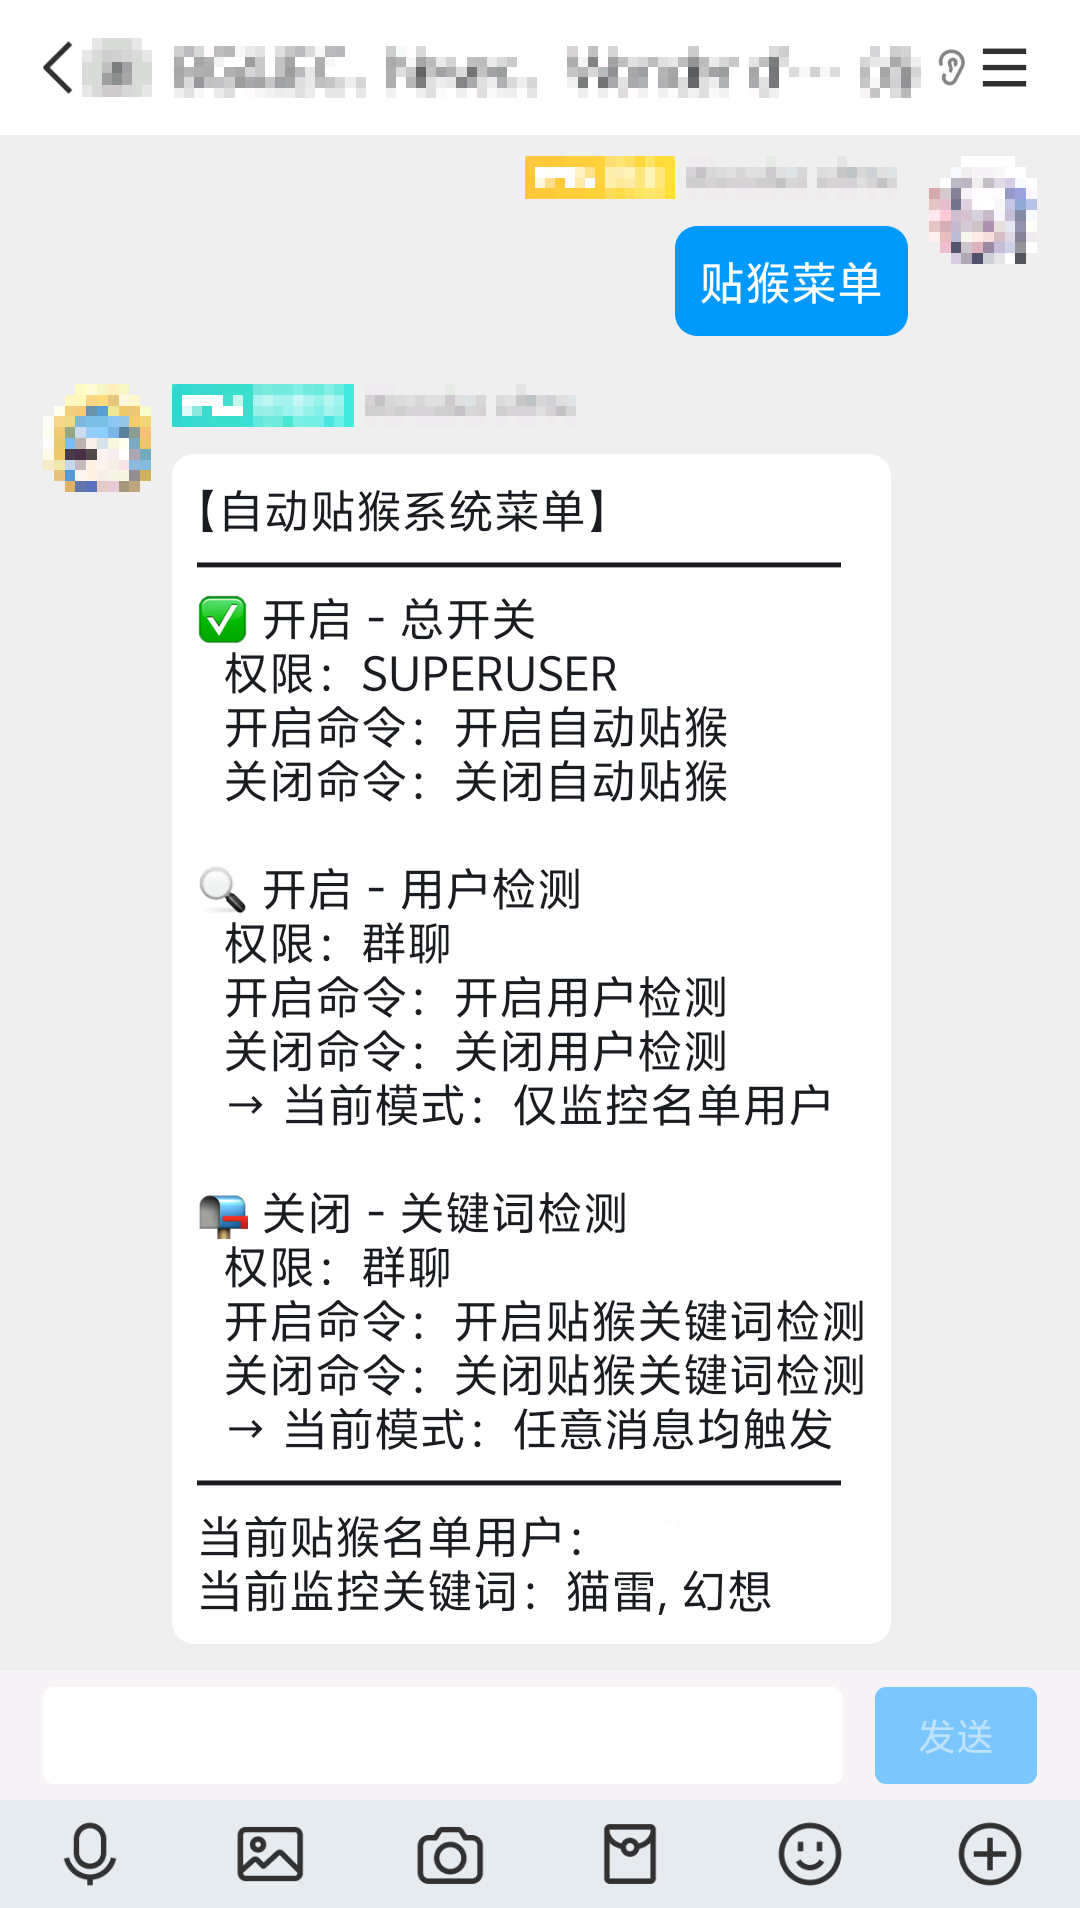 贴猴菜单
【自动贴猴系统菜单】
✅ 开启 - 总开关
权限：SUPERUSER
开启命令：开启自动贴猴
关闭命令：关闭自动贴猴
🔍 开启 - 用户检测
权限：群聊
开启命令：开启用户检测
关闭命令：关闭用户检测
→ 当前模式：仅监控名单用户
📭 关闭 - 关键词检测
权限：群聊
开启命令：开启贴猴关键词检测
关闭命令：关闭贴猴关键词检测
→ 当前模式：任意消息均触发
当前贴猴名单用户：
当前监控关键词：猫雷, 幻想
发送